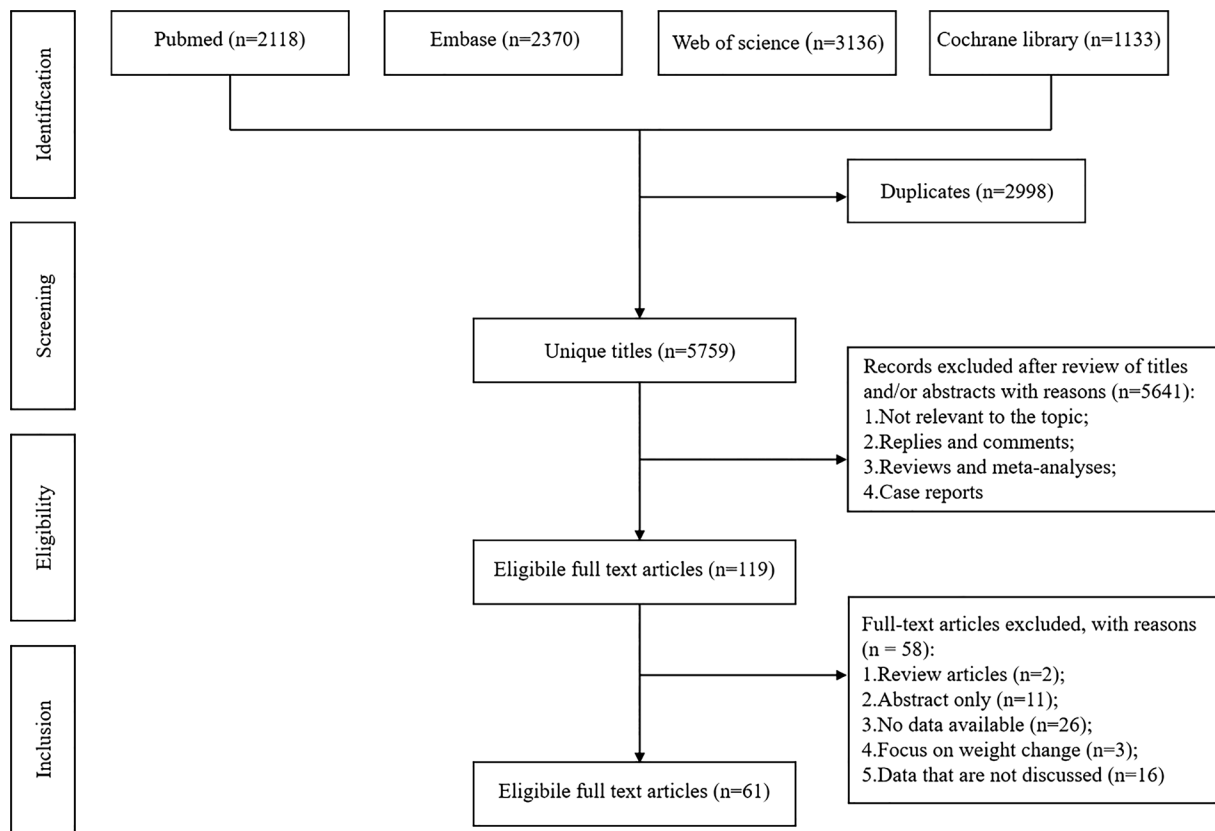 Pubmed (n=2118)
Embase (n=2370)
Web of science (n=3136)
Cochrane library (n=1133)
Identification
Duplicates (n=2998)
Screening
Unique titles (n=5759)
Records excluded after review of titles
and/or abstracts with reasons (n=5641):
1.Not relevant to the topic;
2.Replies and comments;
3.Reviews and meta-analyses;
4.Case reports
Eligibility
Eligibile full text articles (n=119)
Full-text articles excluded, with reasons
(n = 58):
1.Review articles (n=2);
2.Abstract only (n=11);
3.No data available (n=26);
4.Focus on weight change (n=3);
5.Data that are not discussed (n=16)
Inclusion
Eligibile full text articles (n=61)